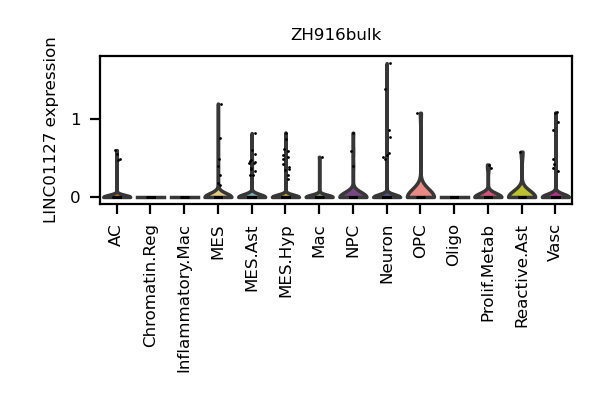 ZH916bulk
LINC01127 expression
1
0
AC
Chromatin.Reg
Inflammatory.Mac
MES
MES.Ast
MES.Hyp
Mac
NPC
Neuron
OPC
Oligo
Prolif.Metab
Reactive.Ast
Vasc